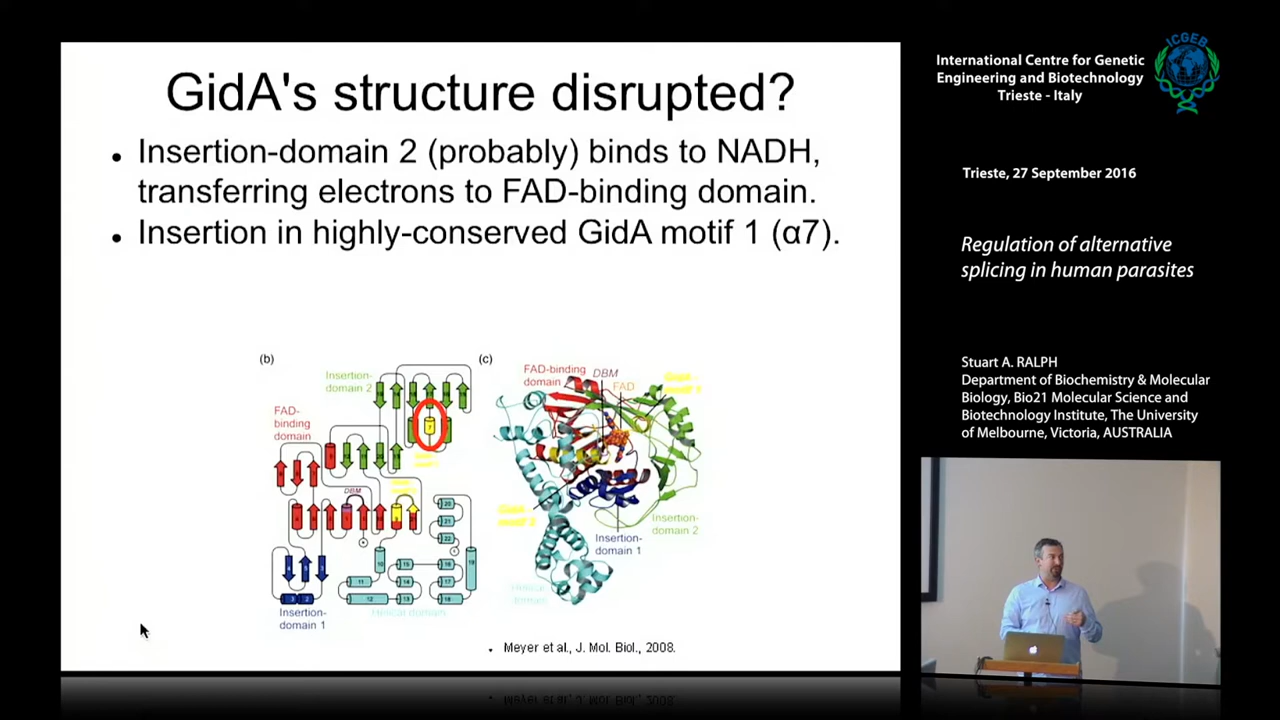 GidA's structure disrupted?
• Insertion-domain 2 (probably) binds to NADH,
transferring electrons to FAD-binding domain.
• Insertion in highly-conserved GidA motif 1 (α7).
(b)
Insertion-
domain 2
FAD-
binding
domain
DBM
Insertion-
domain 1
Helical domain
(c)
FAD-binding
domain
DBM
FAD
Insertion-
domain 1
Insertion-
domain 2
Helical
domain
• Meyer et al., J. Mol. Biol., 2008.
International Centre for Genetic
Engineering and Biotechnology
Trieste - Italy
ICGEB
Trieste, 27 September 2016
Regulation of alternative
splicing in human parasites
Stuart A. RALPH
Department of Biochemistry & Molecular
Biology, Bio21 Molecular Science and
Biotechnology Institute, The University
of Melbourne, Victoria, AUSTRALIA